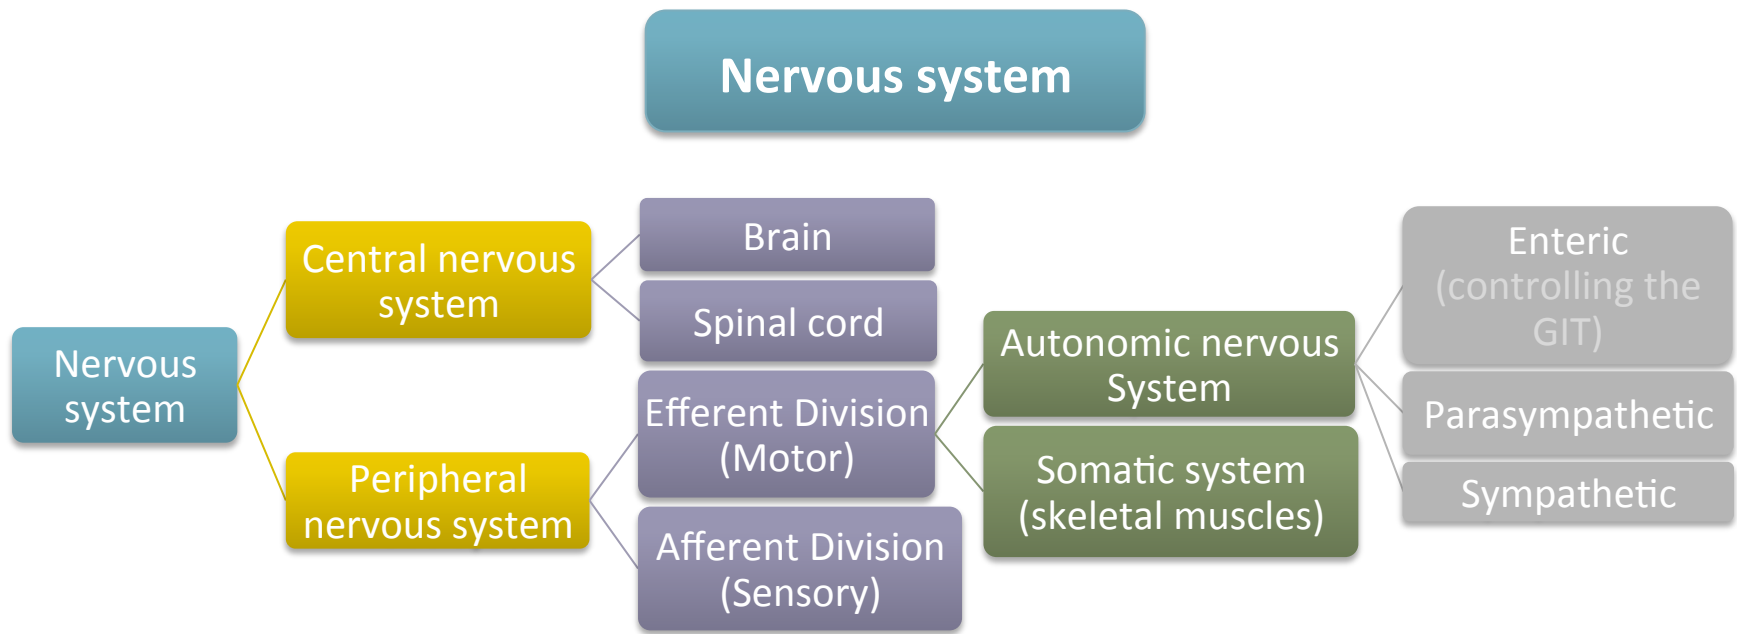 Nervous system
Nervous
system
Central nervous
system
Peripheral
nervous system
Brain
Spinal cord
Efferent Division
(Motor)
Afferent Division
(Sensory)
Autonomic nervous
System
Somatic system
(skeletal muscles)
Enteric
(controlling the
GIT)
Parasympathetic
Sympathetic